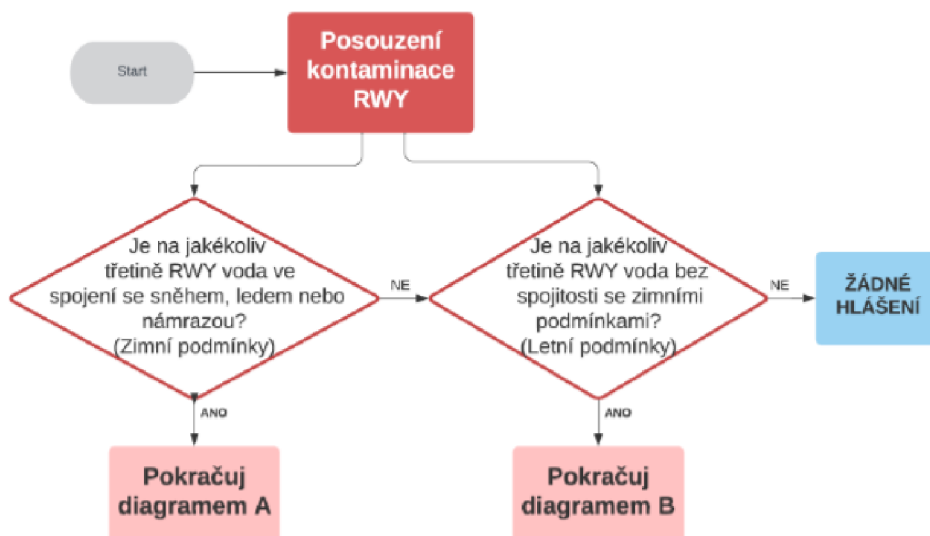 Start
Posouzení
kontaminace
RWY
Je na jakékoliv
třetině RWY voda ve
spojení se sněhem, ledem nebo
námrazou?
(Zimní podmínky)
NE
Je na jakékoliv
třetině RWY voda bez
spojitosti se zimními
podmínkami?
(Letní podmínky)
NE
ŽÁDNÉ
HLÁŠENÍ
ANO
ANO
Pokračuj
diagramem A
Pokračuj
diagramem B